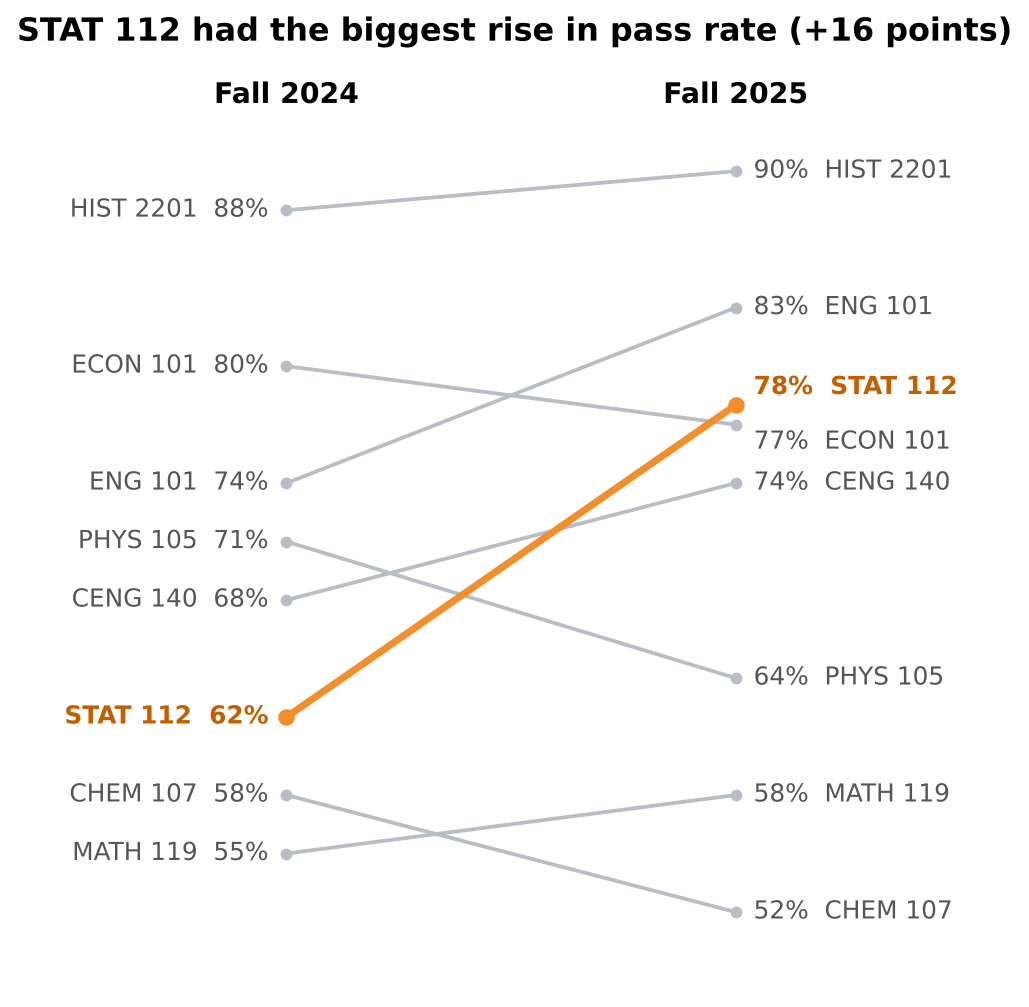 STAT 112 had the biggest rise in pass rate (+16 points)
Fall 2024 Fall 2025
90% HIST 2201
HIST 2201 88%
83% ENG 101
ECON 101 80%
78% STAT 112
77% ECON 101
ENG 101 74%
74% CENG 140
PHYS 105 71%
CENG 140 68%
64% PHYS 105
STAT 112 62%
CHEM 107 58%
58% MATH 119
MATH 119 55%
52% CHEM 107